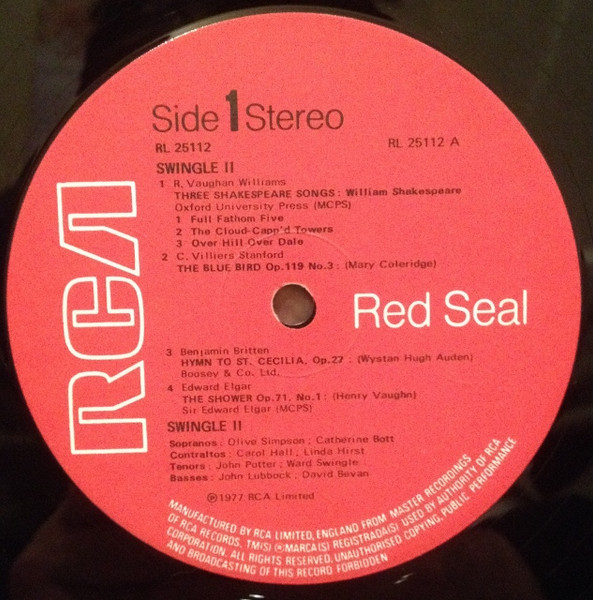 Side 1 Stereo
RL 25112
RL 25112 A
SWINGLE II
1 R. Vaughan Williams
THREE SHAKESPEARE SONGS : William Shakespeare
Oxford University Press (MCPS)
1 Full Fathom Five
2 The Cloud-Capp'd Towers
3 Over Hill Over Dale
2 C. Villiers Stanford
THE BLUE BIRD Op.119 No.3 : (Mary Coleridge)
RCA
Red Seal
3 Benjamin Britten
HYMN TO ST. CECILIA, Op.27 : (Wystan Hugh Auden)
Boosey & Co. Ltd.
4 Edward Elgar
THE SHOWER Op.71, No.1 : (Henry Vaughn)
Sir Edward Elgar (MCPS)
SWINGLE II
Sopranos : Olive Simpson ; Catherine Bott
Contraltos : Carol Hall ; Linda Hirst
Tenors : John Potter ; Ward Swingle :
Basses : John Lubbock ; David Bevan
℗1977 RCA Limited
MANUFACTURED BY RCA LIMITED, ENGLAND FROM MASTER RECORDINGS
OF RCA RECORDS. TM(S) ® MARCA(S) REGISTRADA(S) USED BY AUTHORITY OF RCA
CORPORATION. ALL RIGHTS RESERVED. UNAUTHORISED COPYING, PUBLIC PERFORMANCE
AND BROADCASTING OF THIS RECORD FORBIDDEN